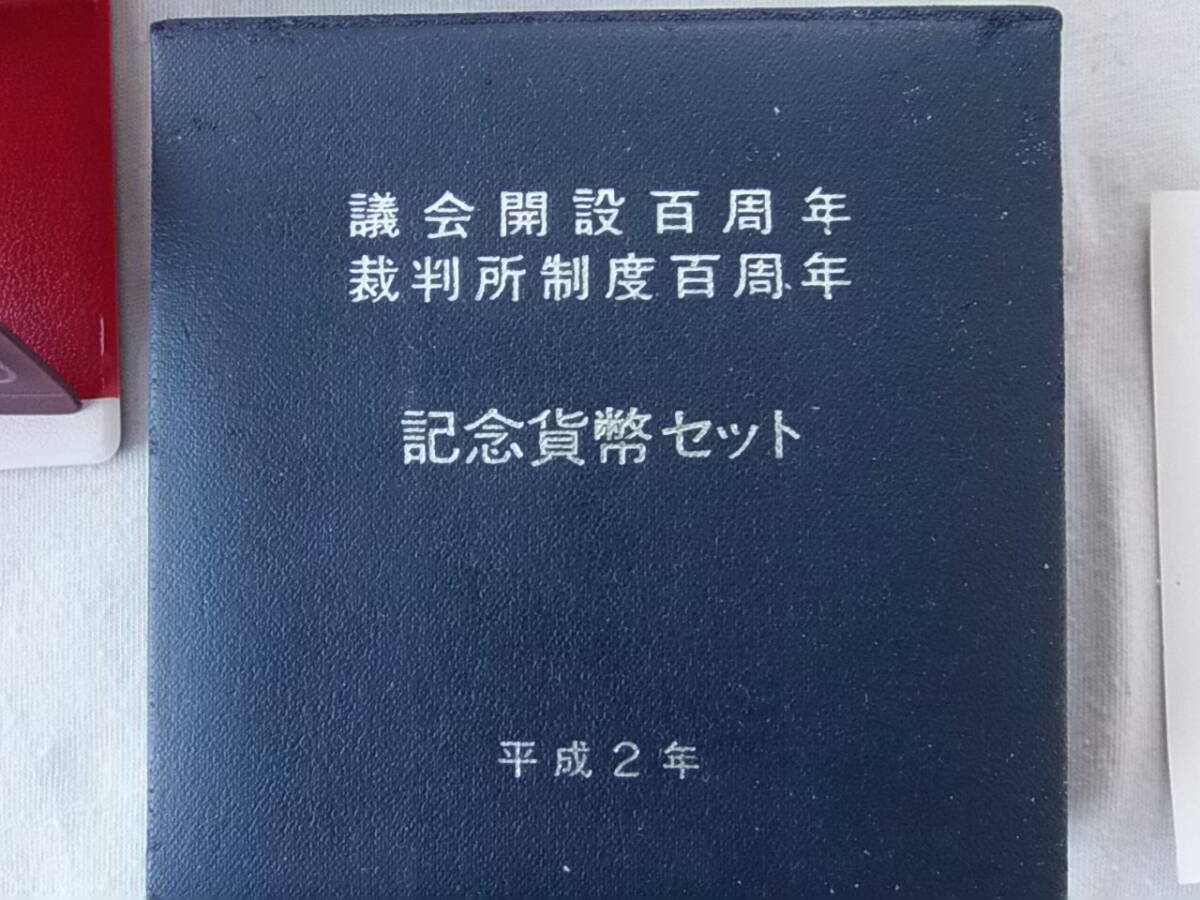 議会開設百周年
裁判所制度百周年
記念貨幣セット
平成2年